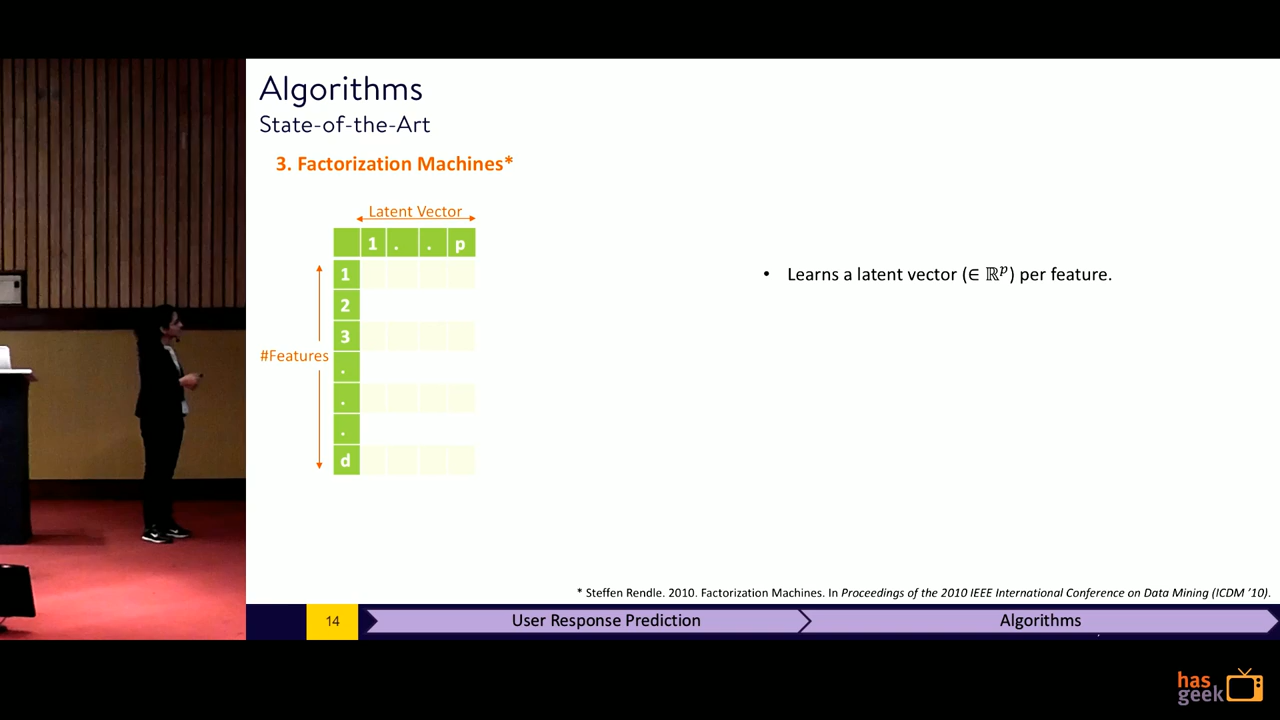 Algorithms
State-of-the-Art
3. Factorization Machines*
Latent Vector
1 . . p
1
2
3
#Features
.
.
.
d
• Learns a latent vector (∈ ℝᵖ) per feature.
* Steffen Rendle. 2010. Factorization Machines. In Proceedings of the 2010 IEEE International Conference on Data Mining (ICDM '10).
14
User Response Prediction
Algorithms
has
geek